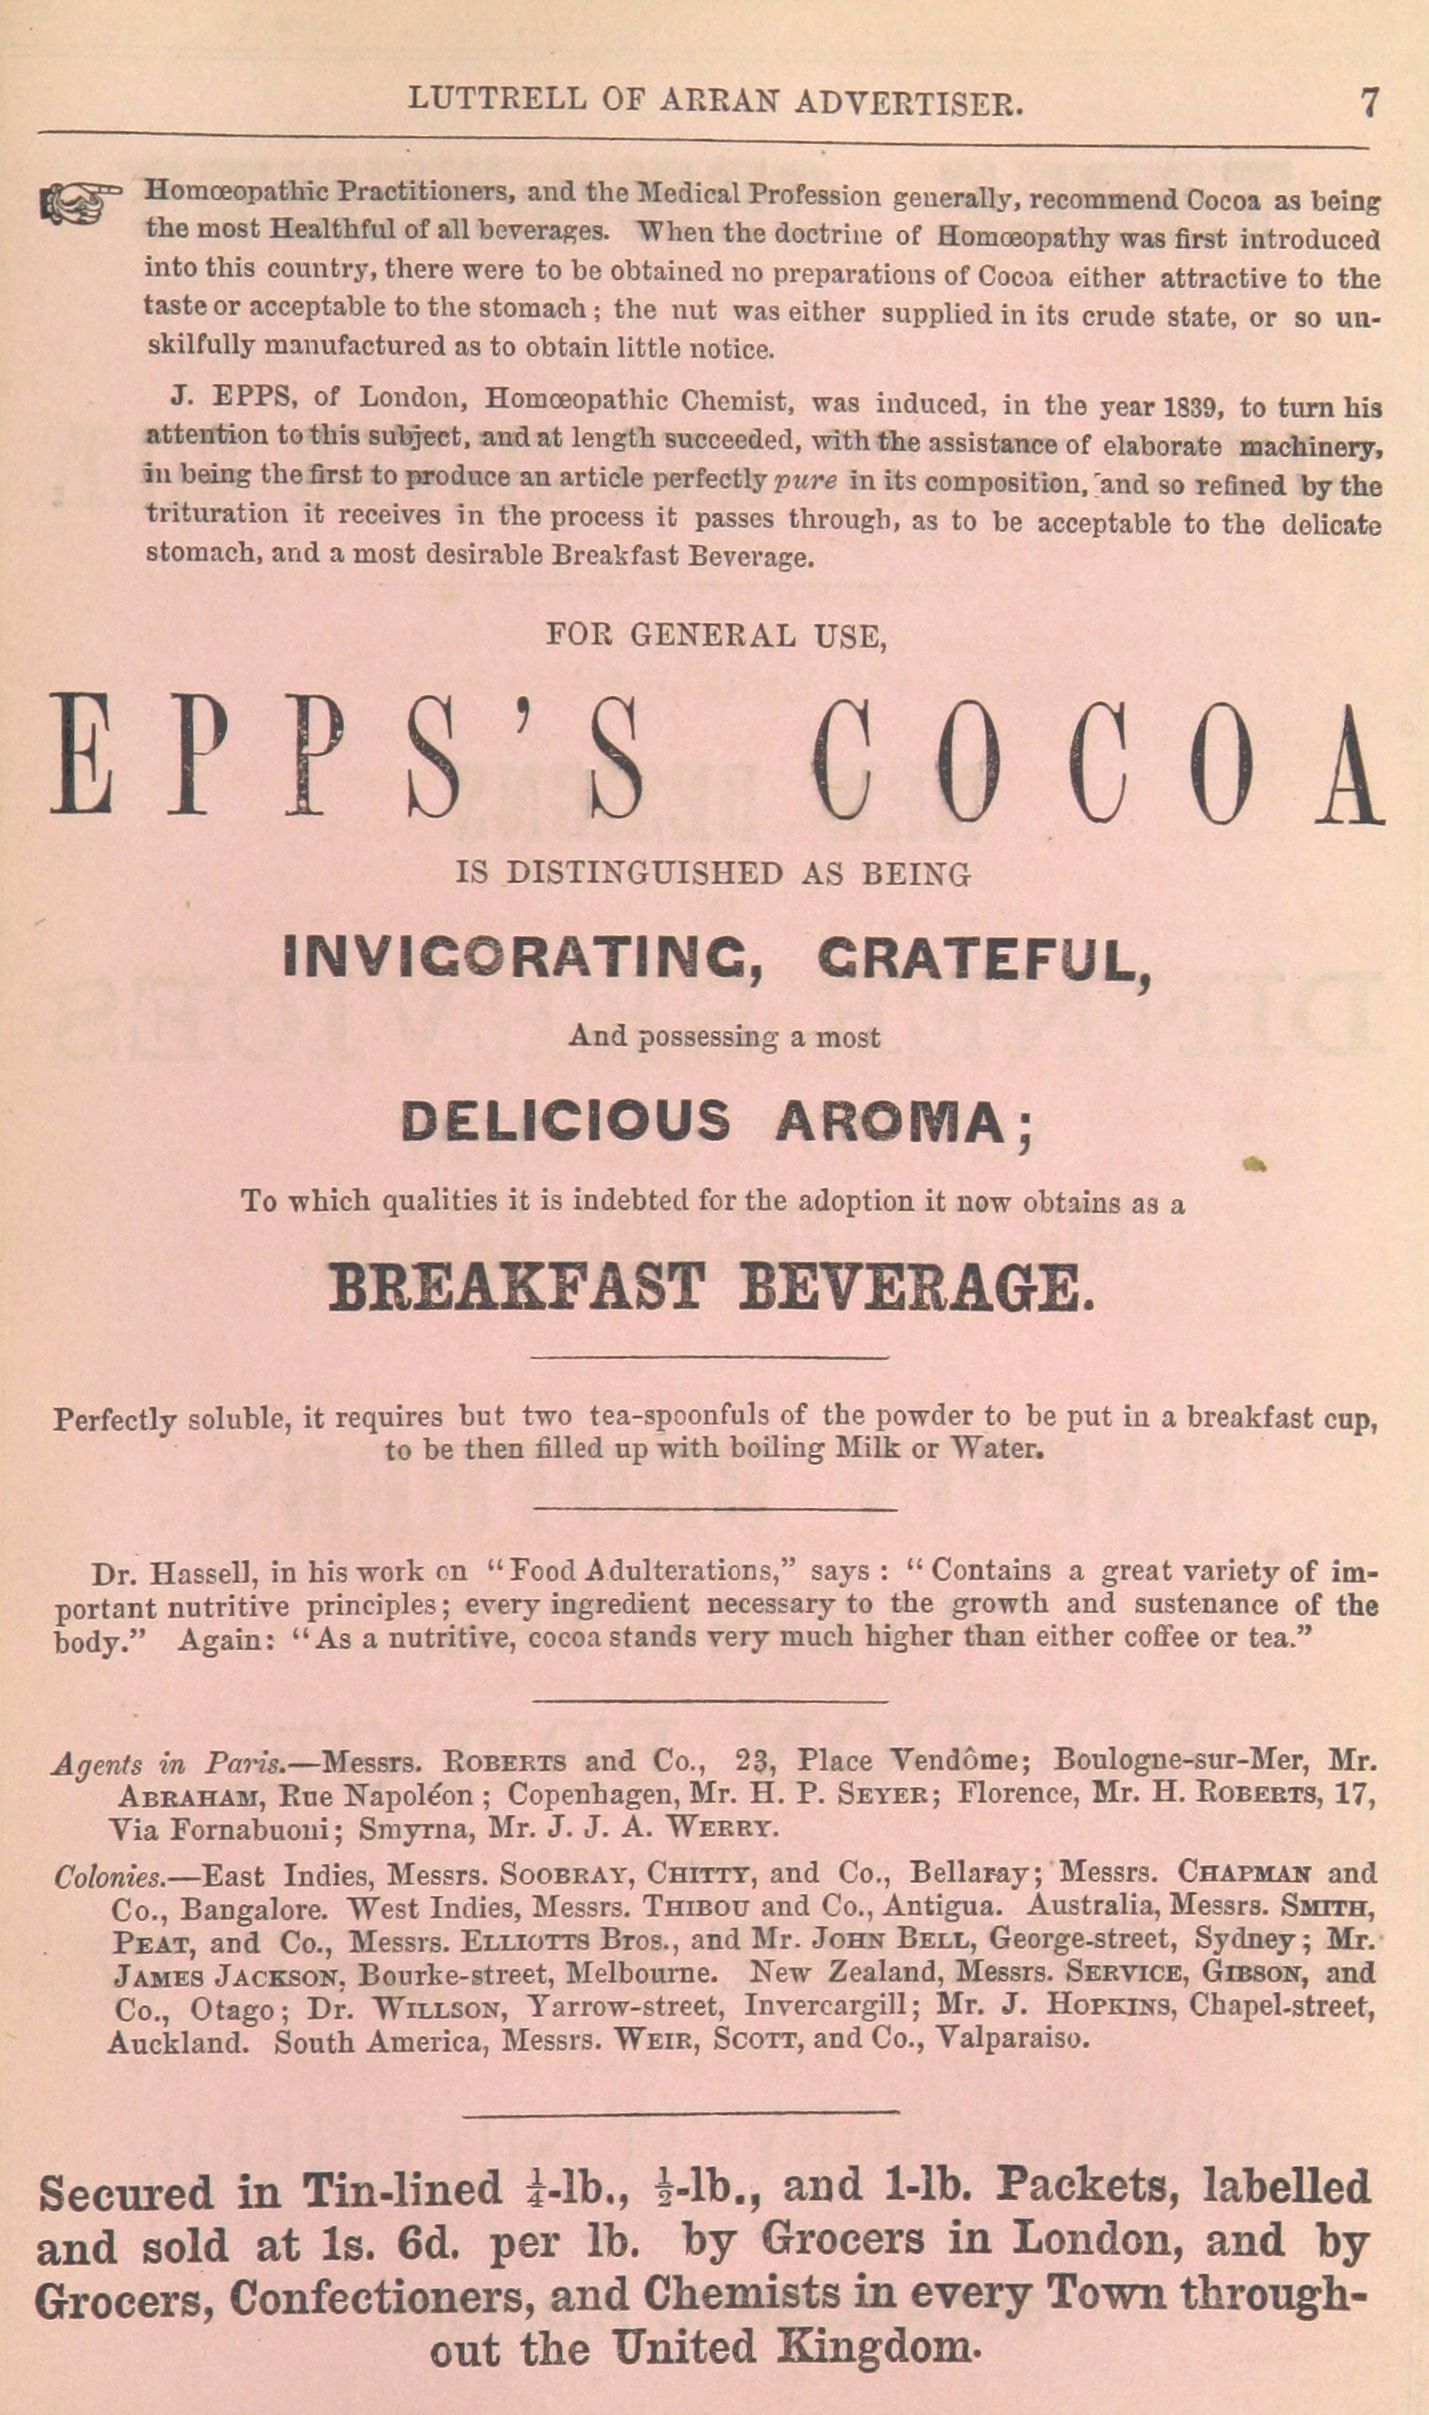 LUTTRELL OF ARRAN ADVERTISER. 7
Homœopathic Practitioners, and the Medical Profession generally, recommend Cocoa as being
the most Healthful of all beverages. When the doctrine of Homœopathy was first introduced
into this country, there were to be obtained no preparations of Cocoa either attractive to the
taste or acceptable to the stomach; the nut was either supplied in its crude state, or so un-
skilfully manufactured as to obtain little notice.
J. EPPS, of London, Homœopathic Chemist, was induced, in the year 1839, to turn his
attention to this subject, and at length succeeded, with the assistance of elaborate machinery,
in being the first to produce an article perfectly pure in its composition, and so refined by the
trituration it receives in the process it passes through, as to be acceptable to the delicate
stomach, and a most desirable Breakfast Beverage.
FOR GENERAL USE,
EPPS'S COCOA
IS DISTINGUISHED AS BEING
INVIGORATING, GRATEFUL,
And possessing a most
DELICIOUS AROMA;
To which qualities it is indebted for the adoption it now obtains as a
BREAKFAST BEVERAGE.
Perfectly soluble, it requires but two tea-spoonfuls of the powder to be put in a breakfast cup,
to be then filled up with boiling Milk or Water.
Dr. Hassell, in his work on "Food Adulterations," says: "Contains a great variety of im-
portant nutritive principles; every ingredient necessary to the growth and sustenance of the
body." Again: "As a nutritive, cocoa stands very much higher than either coffee or tea."
Agents in Paris.—Messrs. ROBERTS and Co., 23, Place Vendôme; Boulogne-sur-Mer, Mr.
ABRAHAM, Rue Napoléon; Copenhagen, Mr. H. P. SEYER; Florence, Mr. H. ROBERTS, 17,
Via Fornabuoni; Smyrna, Mr. J. J. A. WERRY.
Colonies.—East Indies, Messrs. SOOBRAY, CHITTY, and Co., Bellaray; Messrs. CHAPMAN and
Co., Bangalore. West Indies, Messrs. THIBOU and Co., Antigua. Australia, Messrs. SMITH,
PEAT, and Co., Messrs. ELLIOTTS Bros., and Mr. JOHN BELL, George-street, Sydney; Mr.
JAMES JACKSON, Bourke-street, Melbourne. New Zealand, Messrs. SERVICE, GIBSON, and
Co., Otago; Dr. WILLSON, Yarrow-street, Invercargill; Mr. J. HOPKINS, Chapel-street,
Auckland. South America, Messrs. WEIR, SCOTT, and Co., Valparaiso.
Secured in Tin-lined ¼-lb., ½-lb., and 1-lb. Packets, labelled
and sold at 1s. 6d. per lb. by Grocers in London, and by
Grocers, Confectioners, and Chemists in every Town through-
out the United Kingdom.